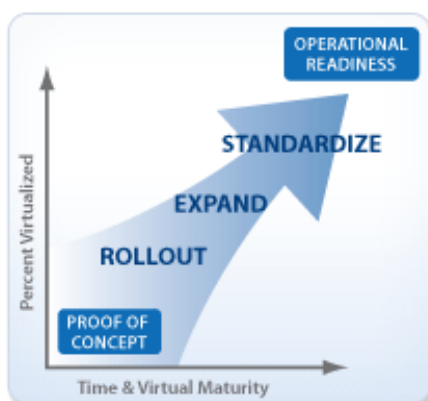 OPERATIONAL
READINESS
STANDARDIZE
EXPAND
ROLLOUT
PROOF OF
CONCEPT
Percent Virtualized
Time & Virtual Maturity